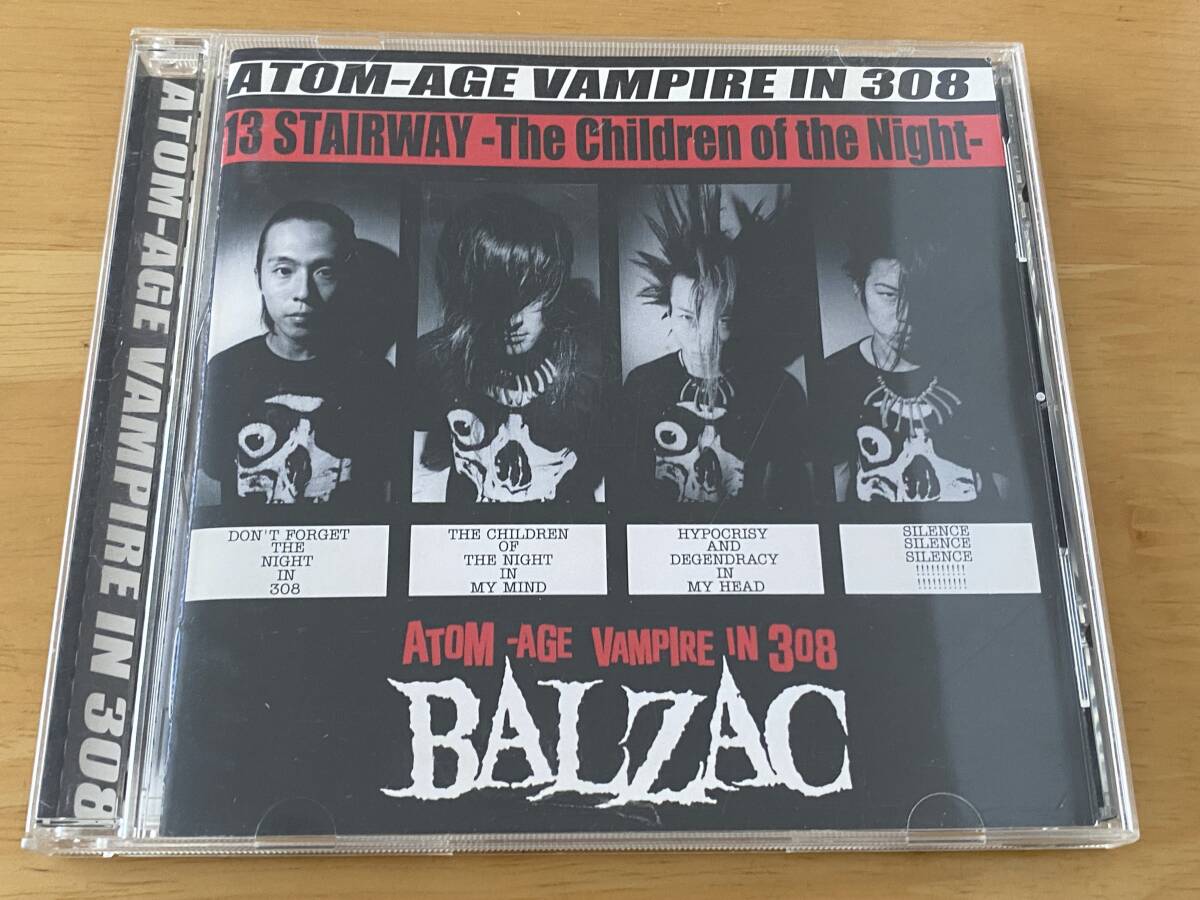 ATOM-AGE VAMPIRE IN 308
ATOM-AGE VAMPIRE IN 308
13 STAIRWAY -The Children of the Night-
DON'T FORGET
THE
NIGHT
IN
308
THE CHILDREN
OF
THE NIGHT
IN
MY MIND
HYPOCRISY
AND
DEGENDRACY
IN
MY HEAD
SILENCE
SILENCE
SILENCE
!!!!!!!!!!
!!!!!!!!!!
ATOM-AGE VAMPIRE IN 308
BALZAC